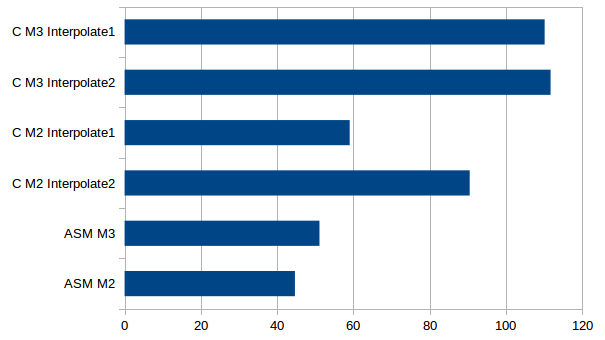 C M3 Interpolate1
C M3 Interpolate2
C M2 Interpolate1
C M2 Interpolate2
ASM M3
ASM M2
0 20 40 60 80 100 120